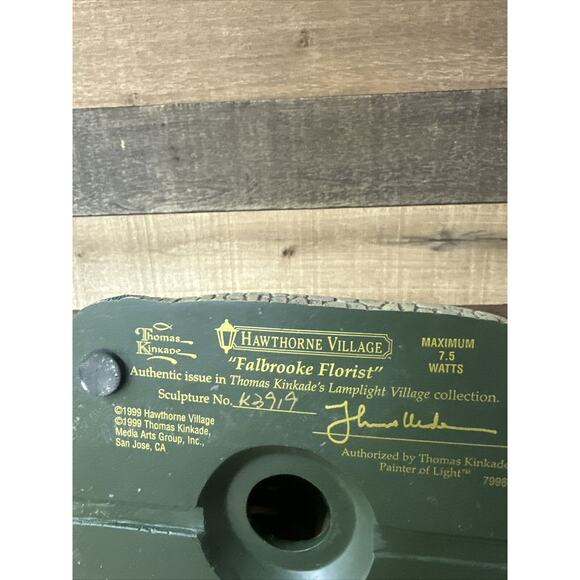 Thomas
Kinkade
HAWTHORNE VILLAGE
"Falbrooke Florist"
MAXIMUM
7.5
WATTS
Authentic issue in Thomas Kinkade's Lamplight Village collection.
Sculpture No. K3919
©1999 Hawthorne Village
©1999 Thomas Kinkade,
Media Arts Group, Inc.,
San Jose, CA
Authorized by Thomas Kinkade
Painter of Light™
7998